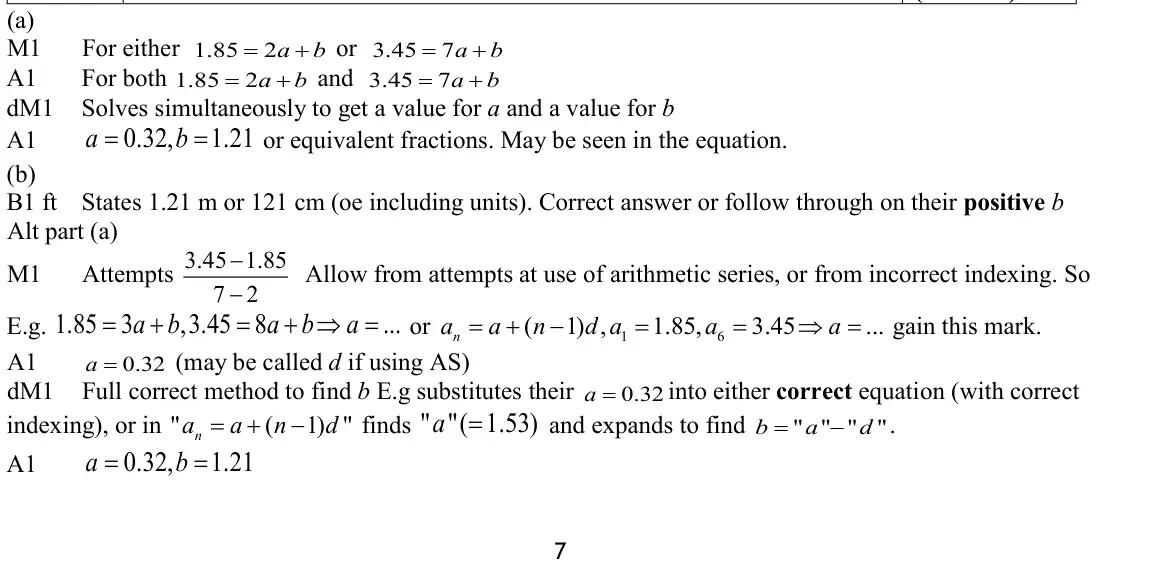 (a)
M1 For either 1.85 = 2a + b or 3.45 = 7a + b
A1 For both 1.85 = 2a + b and 3.45 = 7a + b
dM1 Solves simultaneously to get a value for a and a value for b
A1 a = 0.32, b = 1.21 or equivalent fractions. May be seen in the equation.
(b)
B1 ft States 1.21 m or 121 cm (oe including units). Correct answer or follow through on their positive b
Alt part (a)
M1 Attempts (3.45 − 1.85)/(7 − 2) Allow from attempts at use of arithmetic series, or from incorrect indexing. So
E.g. 1.85 = 3a + b, 3.45 = 8a + b ⇒ a = ... or aₙ = a + (n − 1)d, a₁ = 1.85, a₆ = 3.45 ⇒ a = ... gain this mark.
A1 a = 0.32 (may be called d if using AS)
dM1 Full correct method to find b E.g substitutes their a = 0.32 into either correct equation (with correct
indexing), or in "aₙ = a + (n − 1)d" finds "a"(= 1.53) and expands to find b = "a" − "d".
A1 a = 0.32, b = 1.21
7